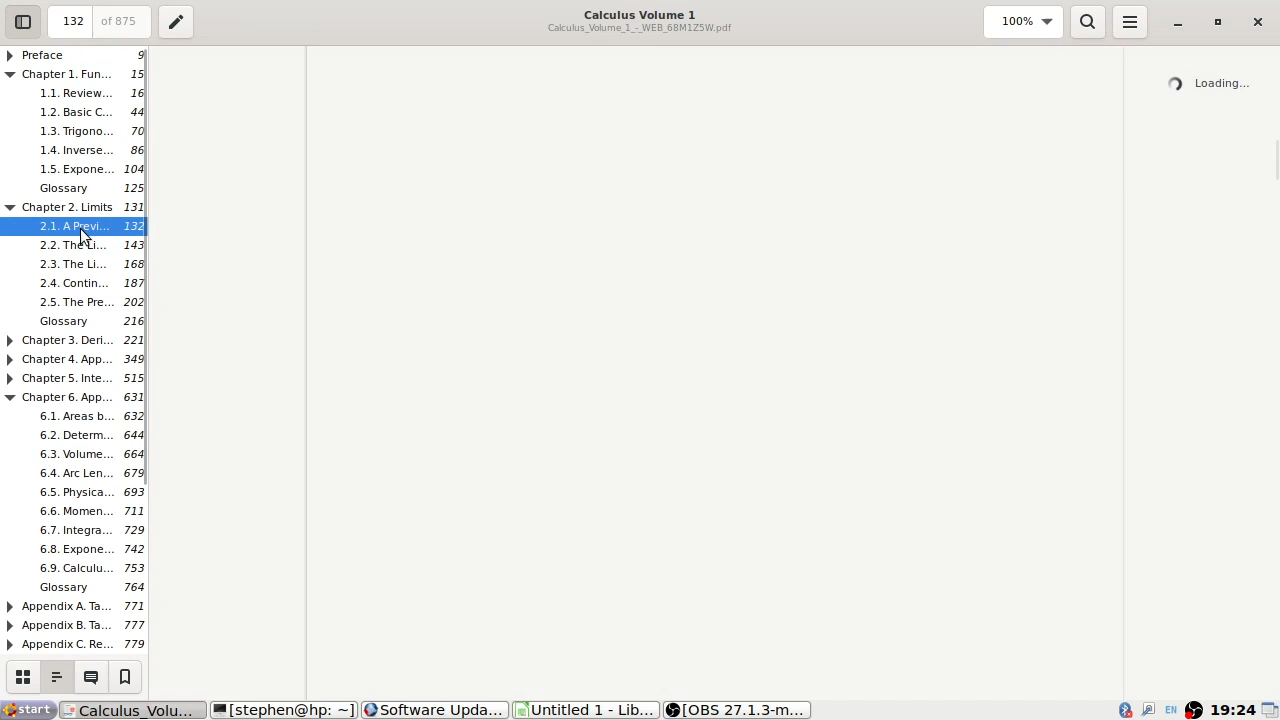 132 of 875
Calculus Volume 1
Calculus_Volume_1_-_WEB_68M1Z5W.pdf
100%
Preface 9
Chapter 1. Fun... 15
1.1. Review... 16
1.2. Basic C... 44
1.3. Trigono... 70
1.4. Inverse... 86
1.5. Expone... 104
Glossary 125
Chapter 2. Limits 131
2.1. A Previ... 132
2.2. The Li... 143
2.3. The Li... 168
2.4. Contin... 187
2.5. The Pre... 202
Glossary 216
Chapter 3. Deri... 221
Chapter 4. App... 349
Chapter 5. Inte... 515
Chapter 6. App... 631
6.1. Areas b... 632
6.2. Determ... 644
6.3. Volume... 664
6.4. Arc Len... 679
6.5. Physica... 693
6.6. Momen... 711
6.7. Integra... 729
6.8. Expone... 742
6.9. Calculu... 753
Glossary 764
Appendix A. Ta... 771
Appendix B. Ta... 777
Appendix C. Re... 779
Loading...
start
Calculus_Volu...
[stephen@hp: ~]
Software Upda...
Untitled 1 - Lib...
[OBS 27.1.3-m...
EN
19:24